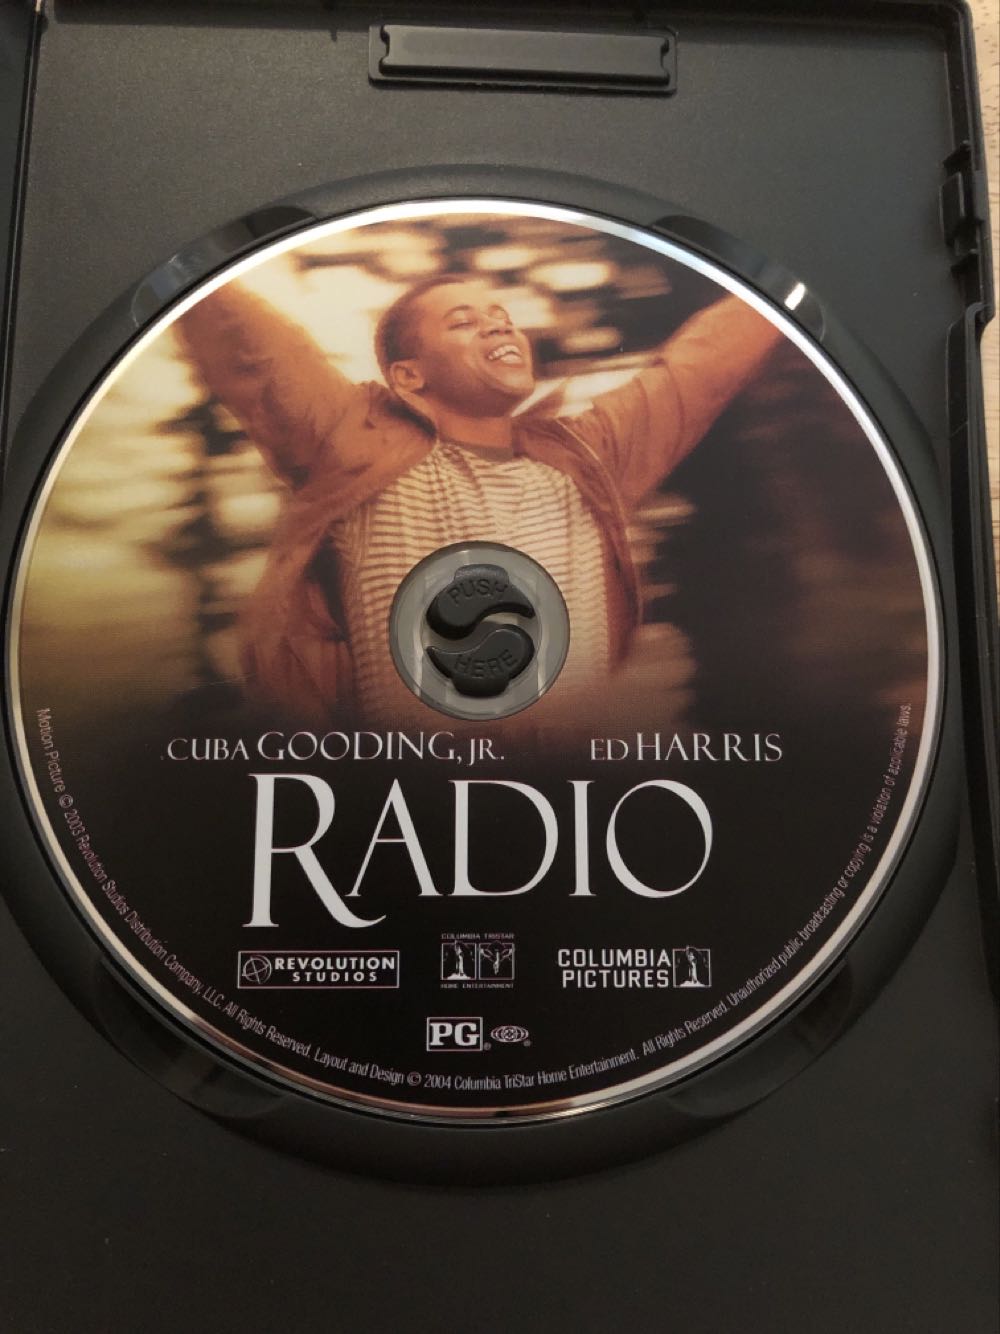 PUSH
HERE
CUBA GOODING, JR. ED HARRIS
RADIO
REVOLUTION
STUDIOS
COLUMBIA TRISTAR
HOME ENTERTAINMENT
COLUMBIA
PICTURES
PG
Motion Picture © 2003 Revolution Studios Distribution Company, LLC. All Rights Reserved. Layout and Design © 2004 Columbia TriStar Home Entertainment. All Rights Reserved. Unauthorized public broadcasting or copying is a violation of applicable laws.